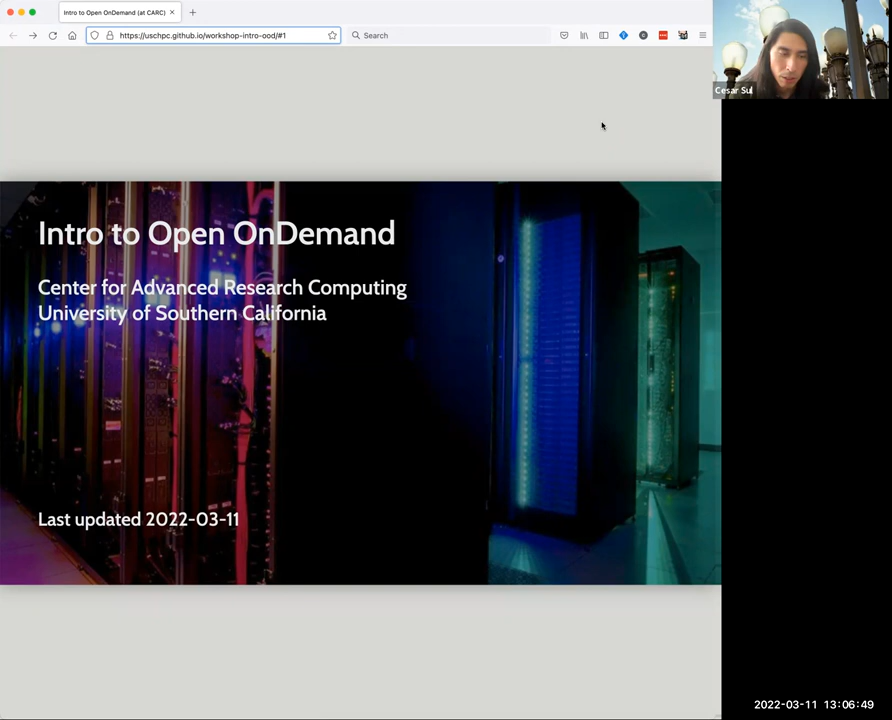 Intro to Open OnDemand (at CARC)
https://uschpc.github.io/workshop-intro-ood/#1
Search
Cesar Sul
Intro to Open OnDemand
Center for Advanced Research Computing
University of Southern California
Last updated 2022-03-11
2022-03-11 13:06:49